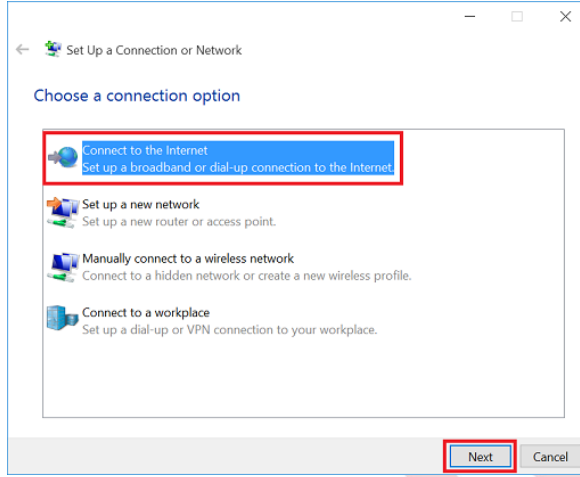 Set Up a Connection or Network
Choose a connection option
Connect to the Internet
Set up a broadband or dial-up connection to the Internet.
Set up a new network
Set up a new router or access point.
Manually connect to a wireless network
Connect to a hidden network or create a new wireless profile.
Connect to a workplace
Set up a dial-up or VPN connection to your workplace.
Next Cancel